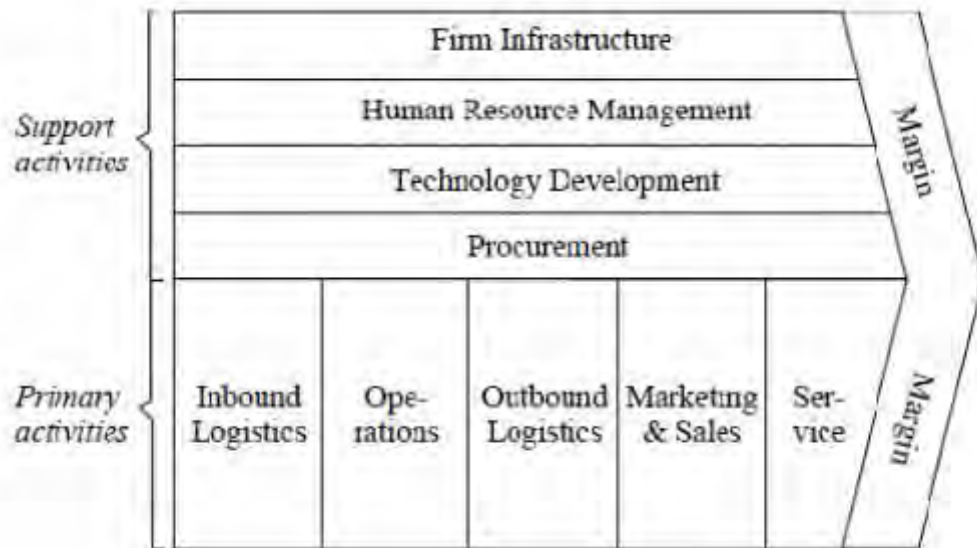 Support
activities
Firm Infrastructure
Human Resource Management
Technology Development
Procurement
Margin
Primary
activities
Inbound
Logistics
Ope-
rations
Outbound
Logistics
Marketing
& Sales
Ser-
vice
Margin